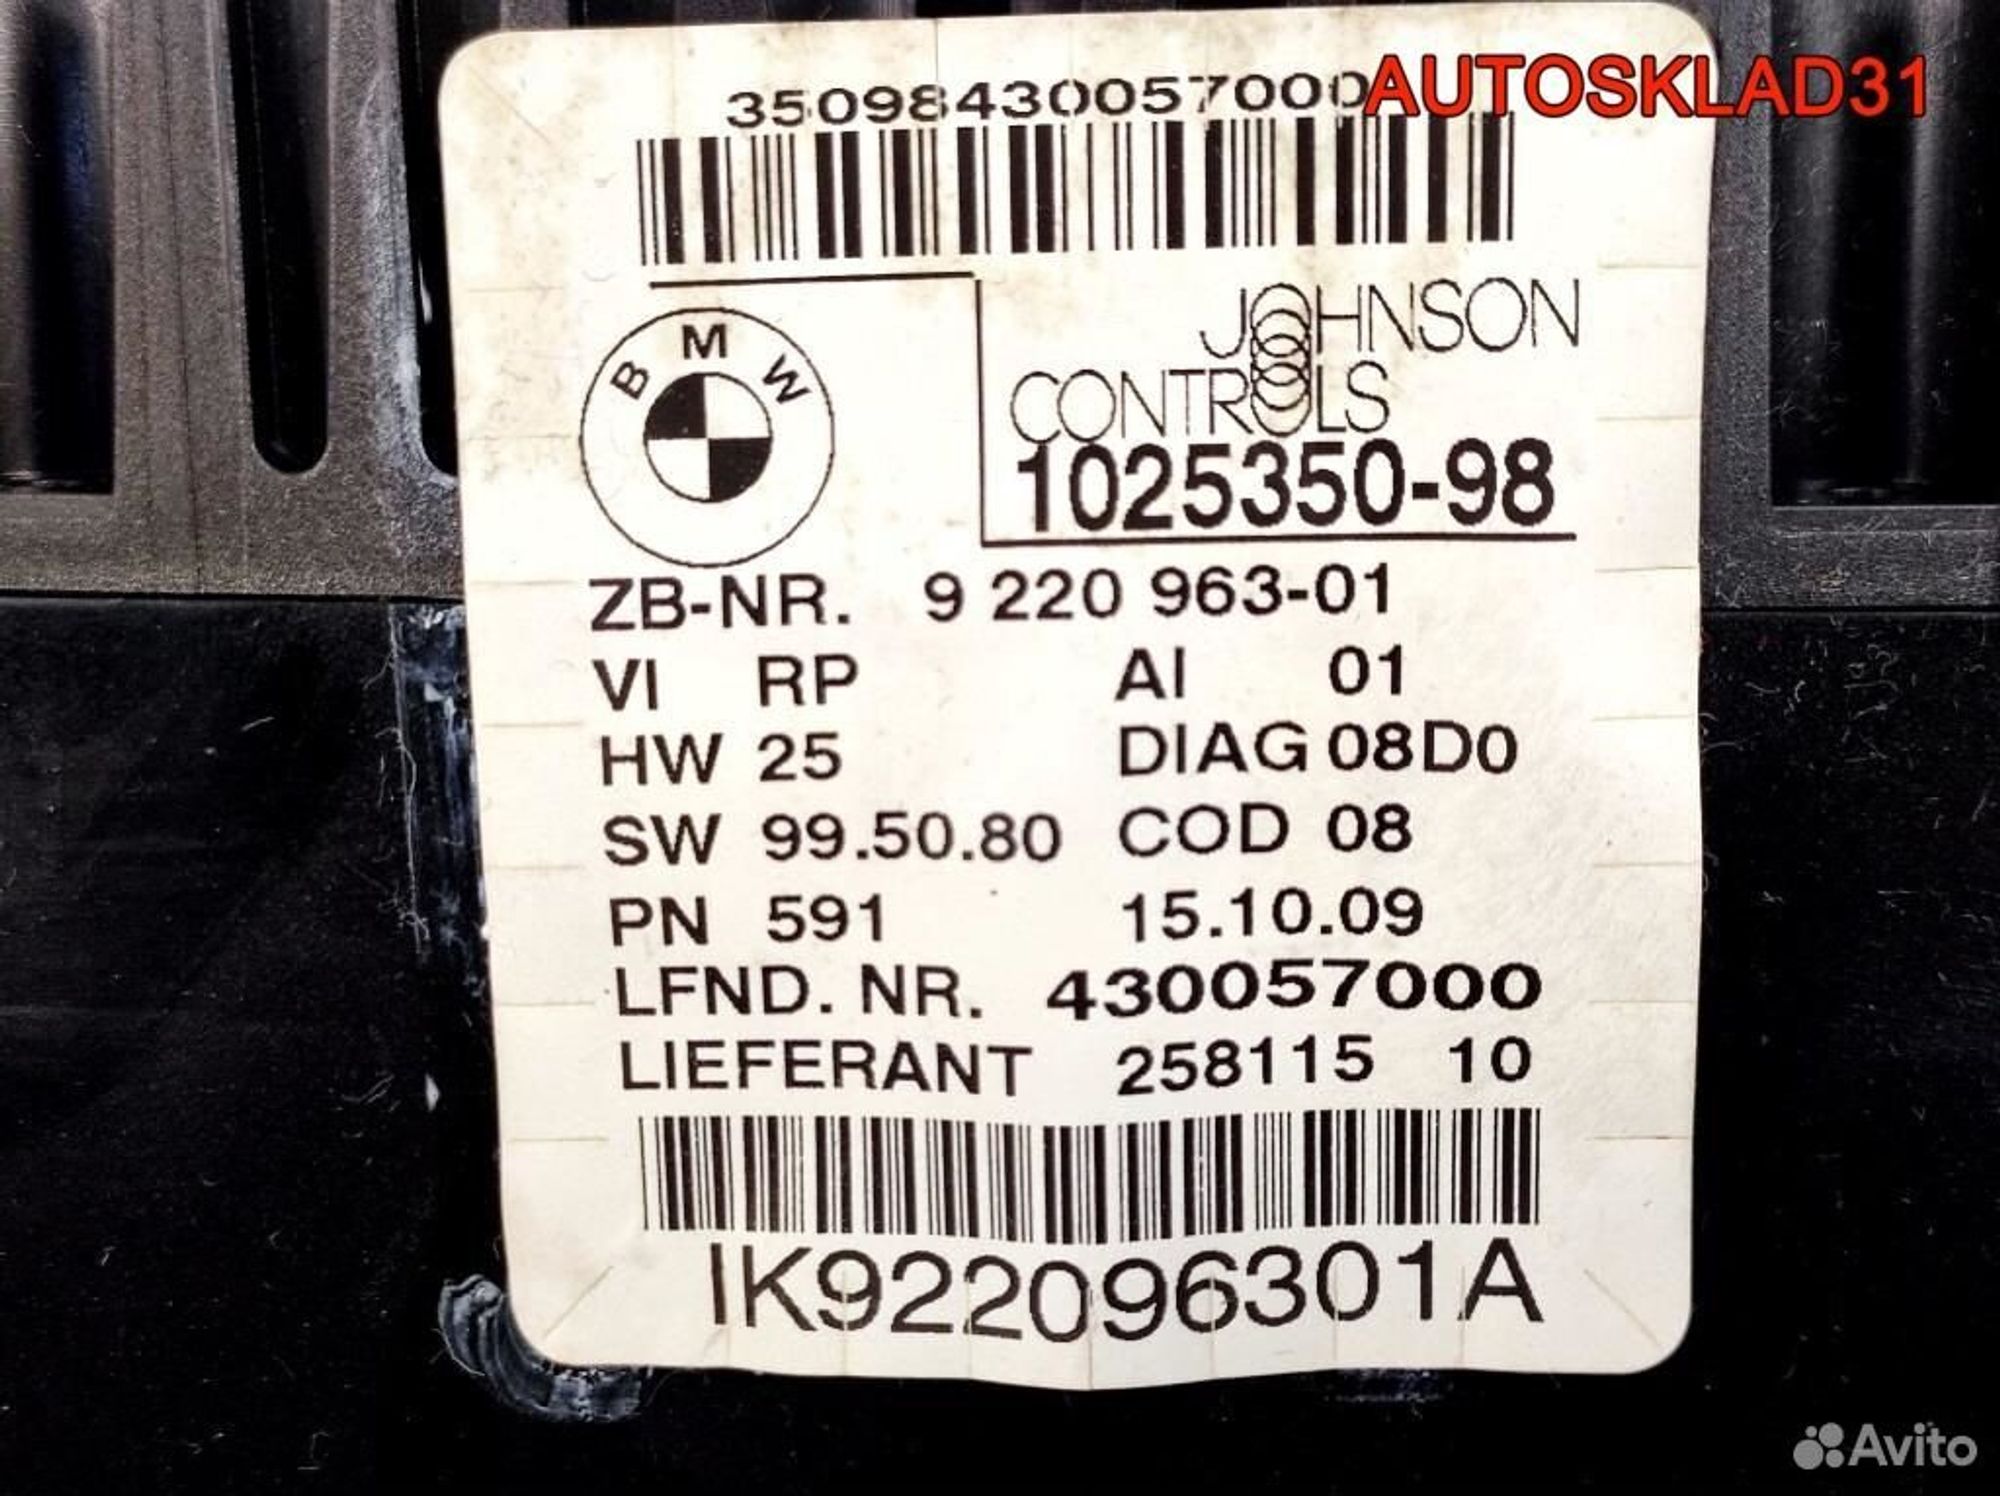 35098430057000
AUTOSKLAD31
BMW
JOHNSON
CONTROLS
1025350-98
ZB-NR. 9 220 963-01
VI RP AI 01
HW 25 DIAG 08D0
SW 99.50.80 COD 08
PN 591 15.10.09
LFND. NR. 430057000
LIEFERANT 258115 10
IK922096301A
Avito